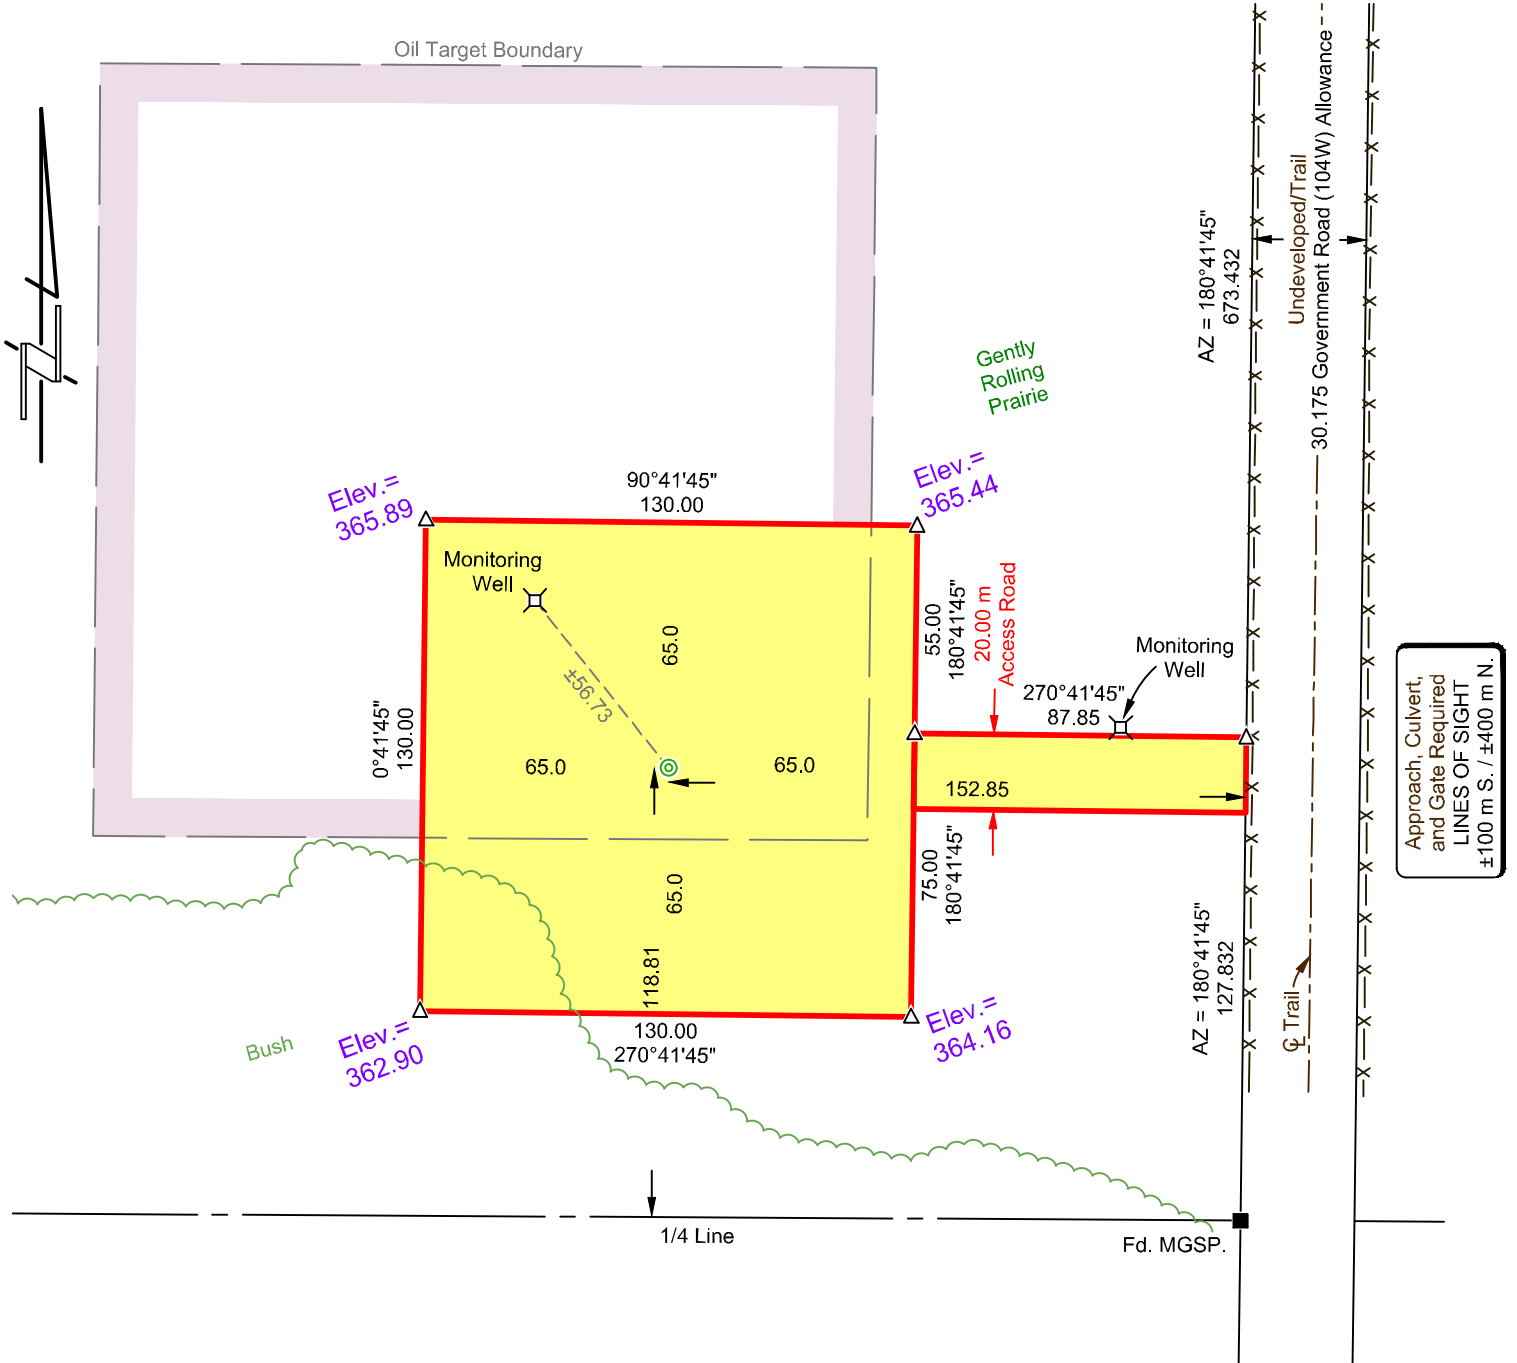 Oil Target Boundary
30.175 Government Road (104W) Allowance
Undeveloped/Trail
AZ = 180°41'45"
673.432
Gently
Rolling
Prairie
Elev.=
365.89
90°41'45"
130.00
Elev.=
365.44
Monitoring
Well
±56.73
65.0
65.0
65.0
65.0
118.81
0°41'45"
130.00
55.00
180°41'45"
20.00 m
Access Road
270°41'45"
87.85
Monitoring
Well
152.85
75.00
180°41'45"
Approach, Culvert,
and Gate Required
LINES OF SIGHT
±100 m S. / ±400 m N.
AZ = 180°41'45"
127.832
℄ Trail
Bush
Elev.=
362.90
130.00
270°41'45"
Elev.=
364.16
1/4 Line
Fd. MGSP.